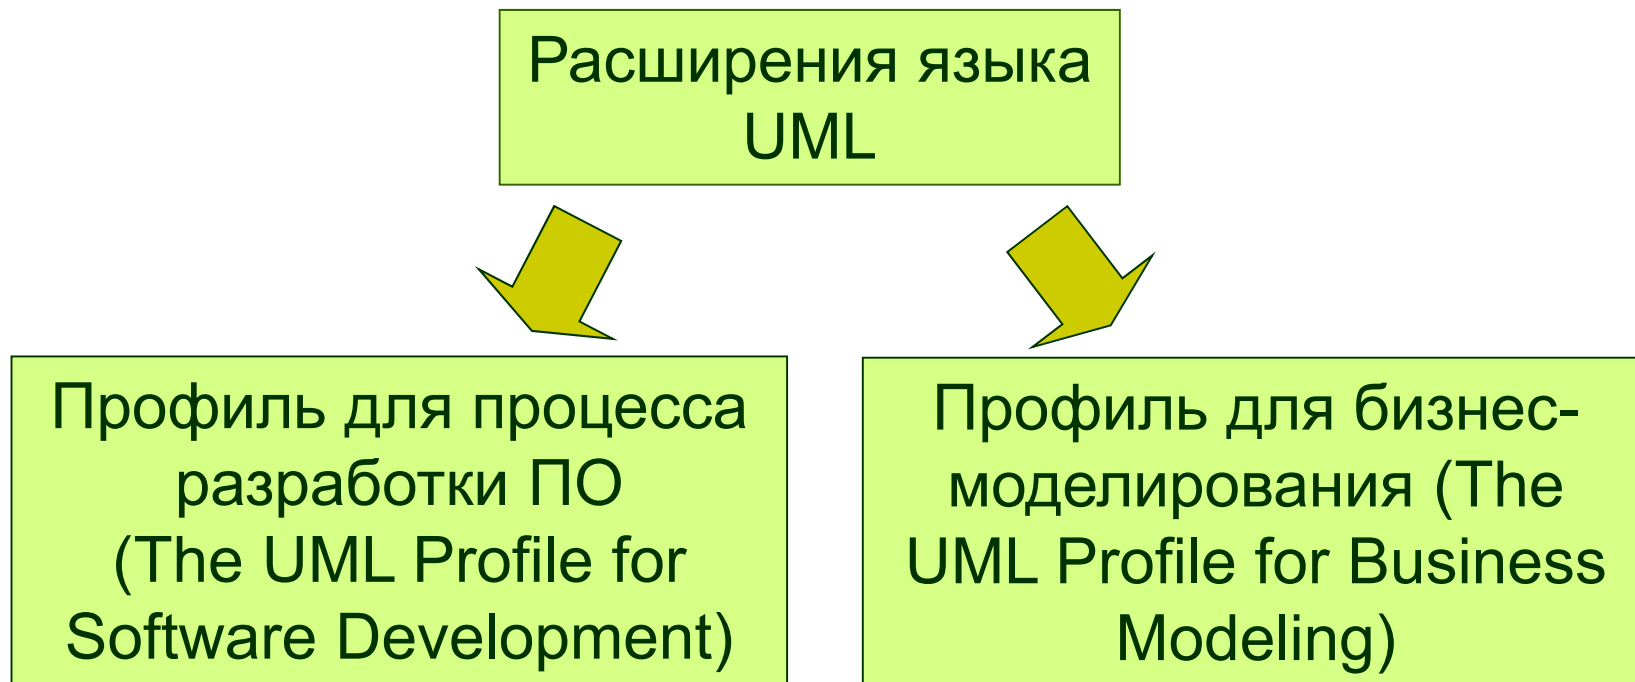 Расширения языка
UML
Профиль для процесса
разработки ПО
(The UML Profile for
Software Development)
Профиль для бизнес-
моделирования (The
UML Profile for Business
Modeling)